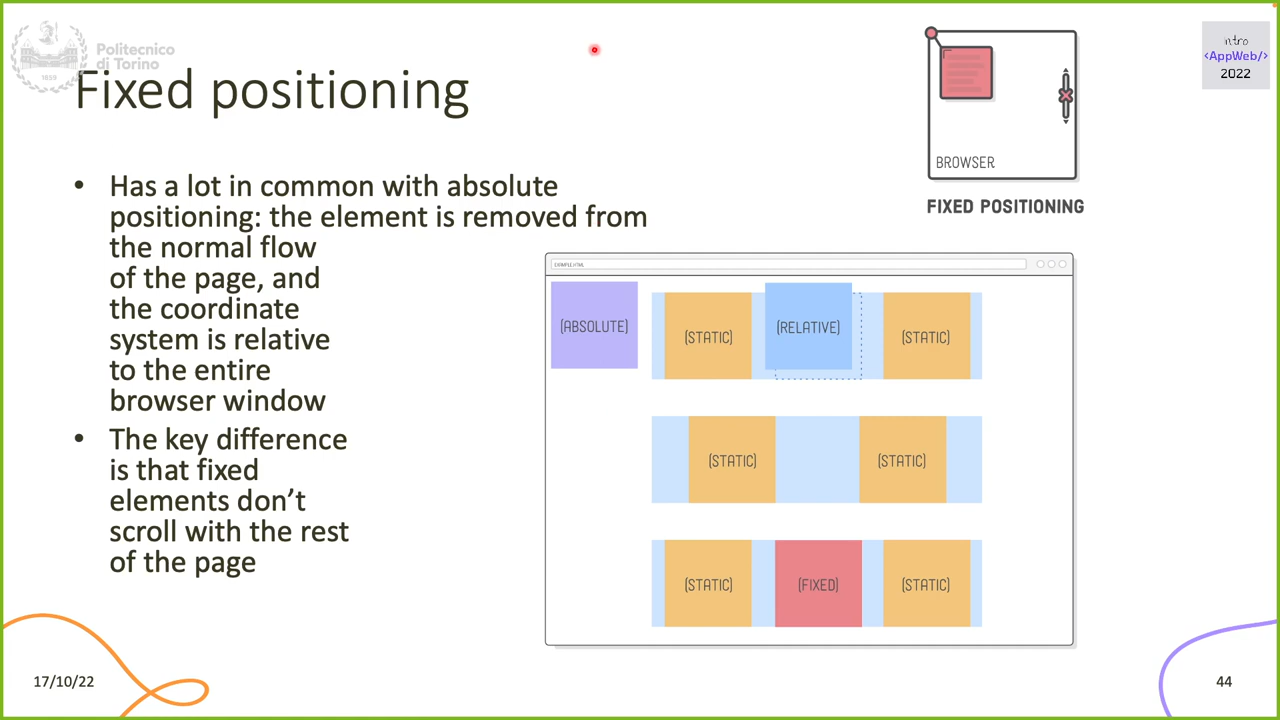 Politecnico
di Torino
1859
Fixed positioning
intro
<AppWeb/>
2022
BROWSER
FIXED POSITIONING
• Has a lot in common with absolute
positioning: the element is removed from
the normal flow
of the page, and
the coordinate
system is relative
to the entire
browser window
• The key difference
is that fixed
elements don’t
scroll with the rest
of the page
EXAMPLE.HTML
(ABSOLUTE)
(STATIC)
(RELATIVE)
(STATIC)
(STATIC)
(STATIC)
(STATIC)
(FIXED)
(STATIC)
17/10/22
44